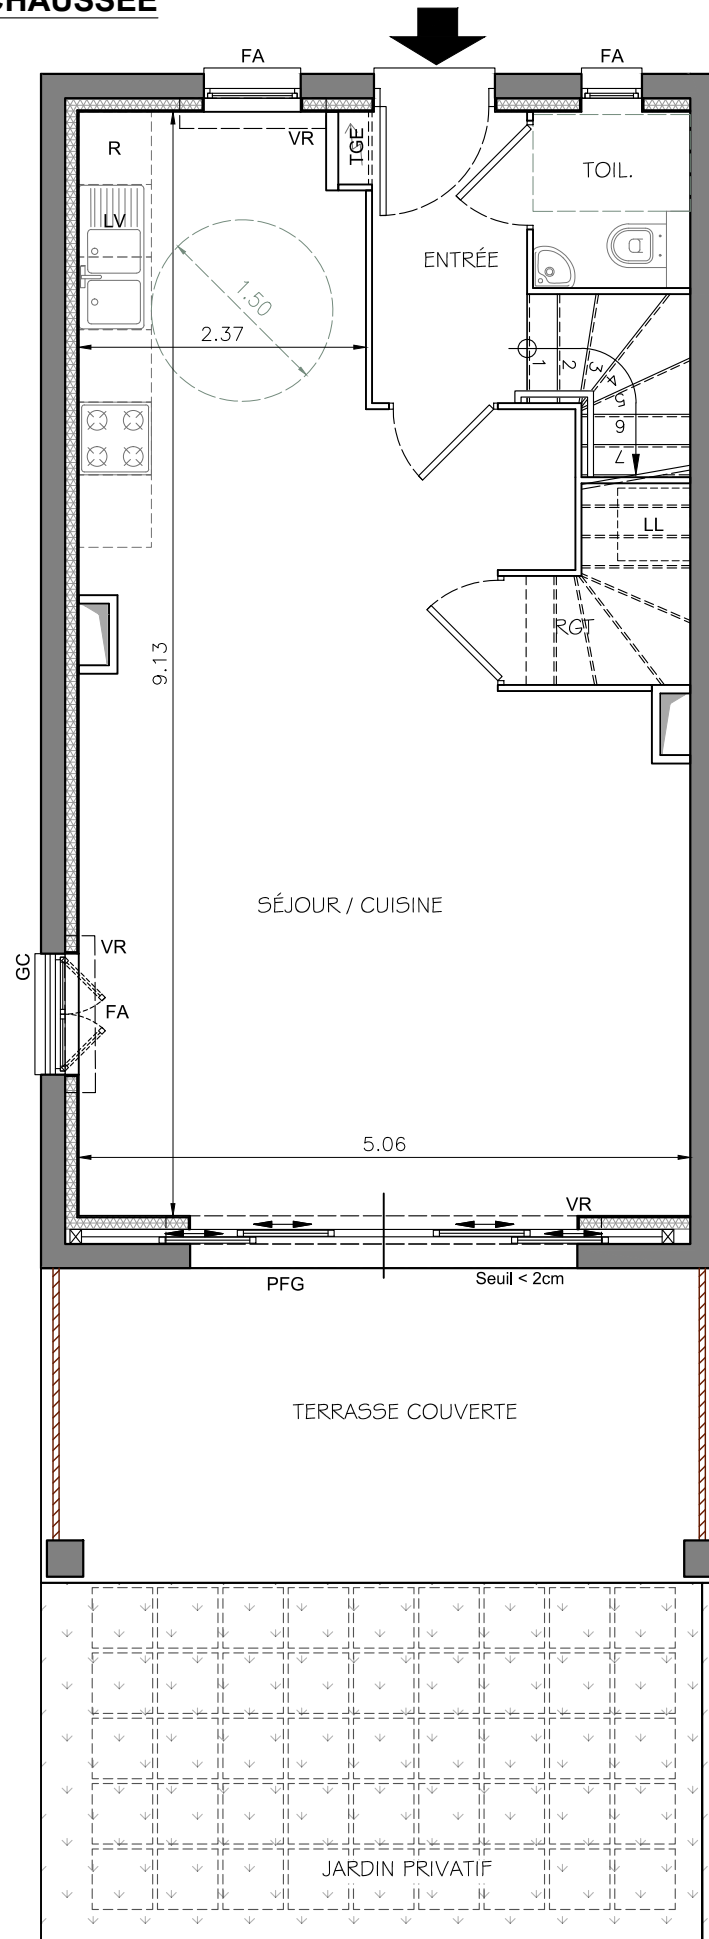 CHAUSSÉE
FA
FA
R
VR
TGE
TOIL.
LV
ENTRÉE
1.50
2.37
1
2
3
4
5
6
7
LL
RGT
9.13
SÉJOUR / CUISINE
VR
GC
FA
5.06
VR
PFG
Seuil < 2cm
TERRASSE COUVERTE
JARDIN PRIVATIF